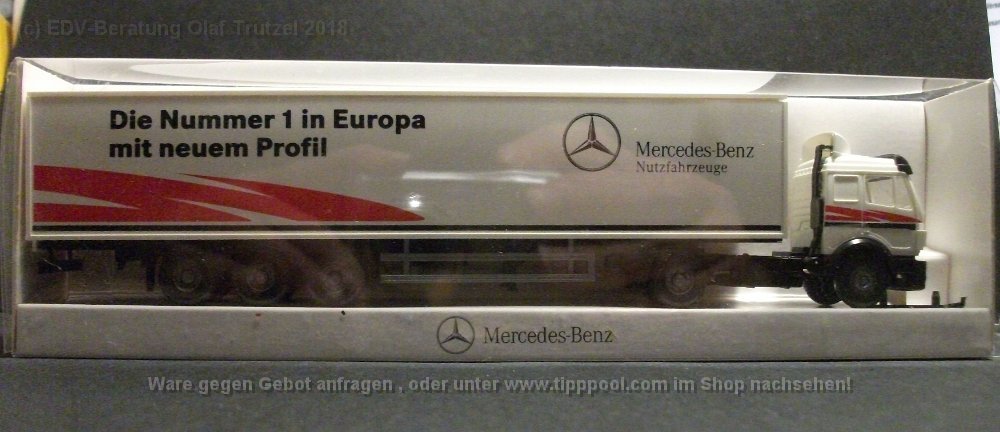 (c) EDV-Beratung Olaf Trutzel 2018
Die Nummer 1 in Europa
mit neuem Profil
Mercedes-Benz
Nutzfahrzeuge
Mercedes-Benz
Ware gegen Gebot anfragen , oder unter www.tipppool.com im Shop nachsehen!